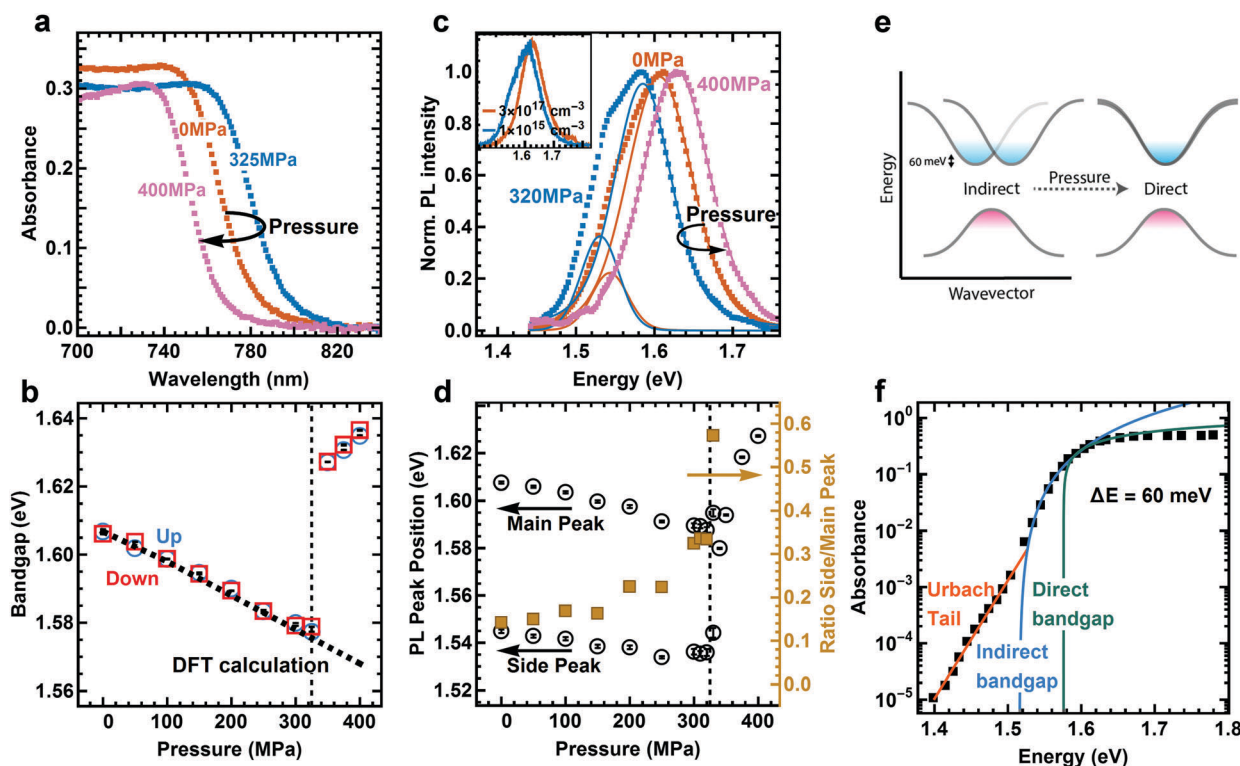 a
0.3
0.2
0.1
0.0
Absorbance
0MPa
325MPa
400MPa
Pressure
700
740
780
820
Wavelength (nm)
c
1.0
0.8
0.6
0.4
0.2
0.0
Norm. PL intensity
3×10¹⁷ cm⁻³
1×10¹⁵ cm⁻³
1.6
1.7
0MPa
400MPa
320MPa
Pressure
1.4
1.5
1.6
1.7
Energy (eV)
e
Energy
60 meV
Indirect
Pressure
Direct
Wavevector
b
1.64
1.62
1.60
1.58
1.56
Bandgap (eV)
Up
Down
DFT calculation
0
100
200
300
400
Pressure (MPa)
d
1.64
1.62
1.60
1.58
1.56
1.54
1.52
PL Peak Position (eV)
Main Peak
Side Peak
0.6
0.5
0.4
0.3
0.2
0.1
0.0
Ratio Side/Main Peak
0
100
200
300
400
Pressure (MPa)
f
10⁰
10⁻¹
10⁻²
10⁻³
10⁻⁴
10⁻⁵
Absorbance
ΔE = 60 meV
Urbach
Tail
Direct
bandgap
Indirect
bandgap
1.4
1.5
1.6
1.7
1.8
Energy (eV)